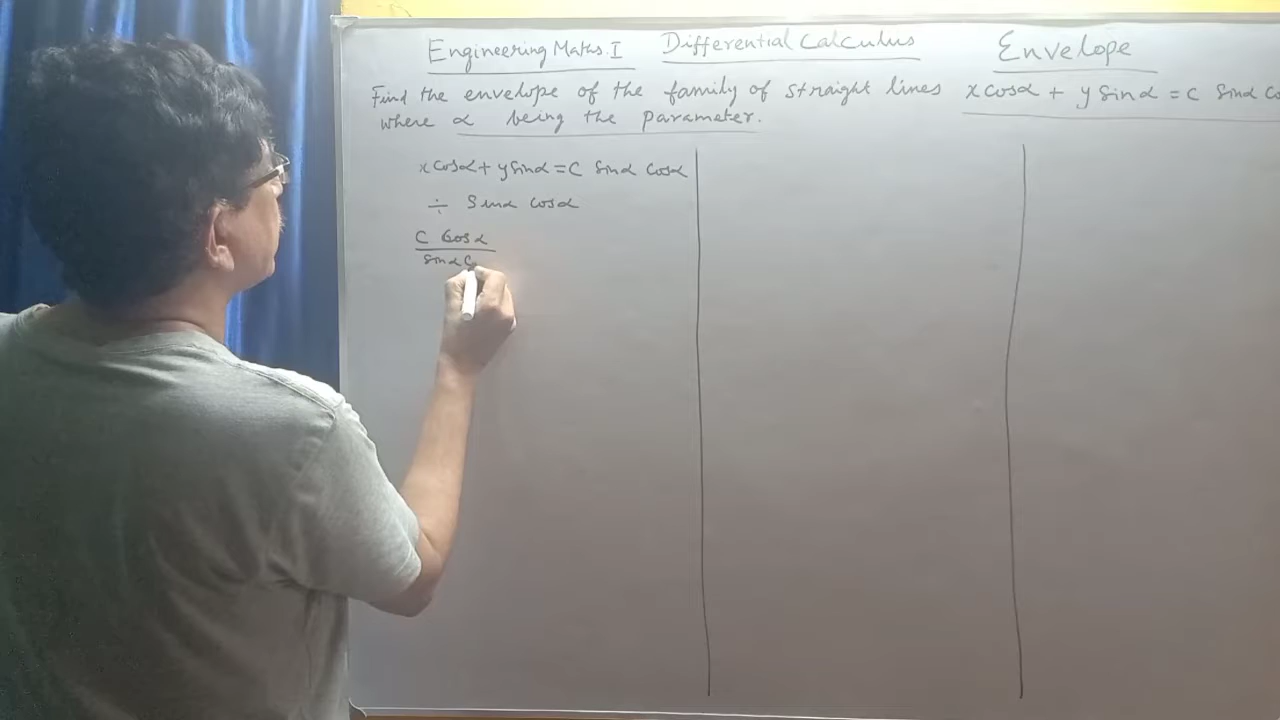 Engineering Maths.I Differential Calculus Envelope
Find the envelope of the family of straight lines x cosα + y sinα = c sinα
where α being the parameter.
x cosα + y sinα = C sinα cosα
÷ sinα cosα
C Cosα
sinα C